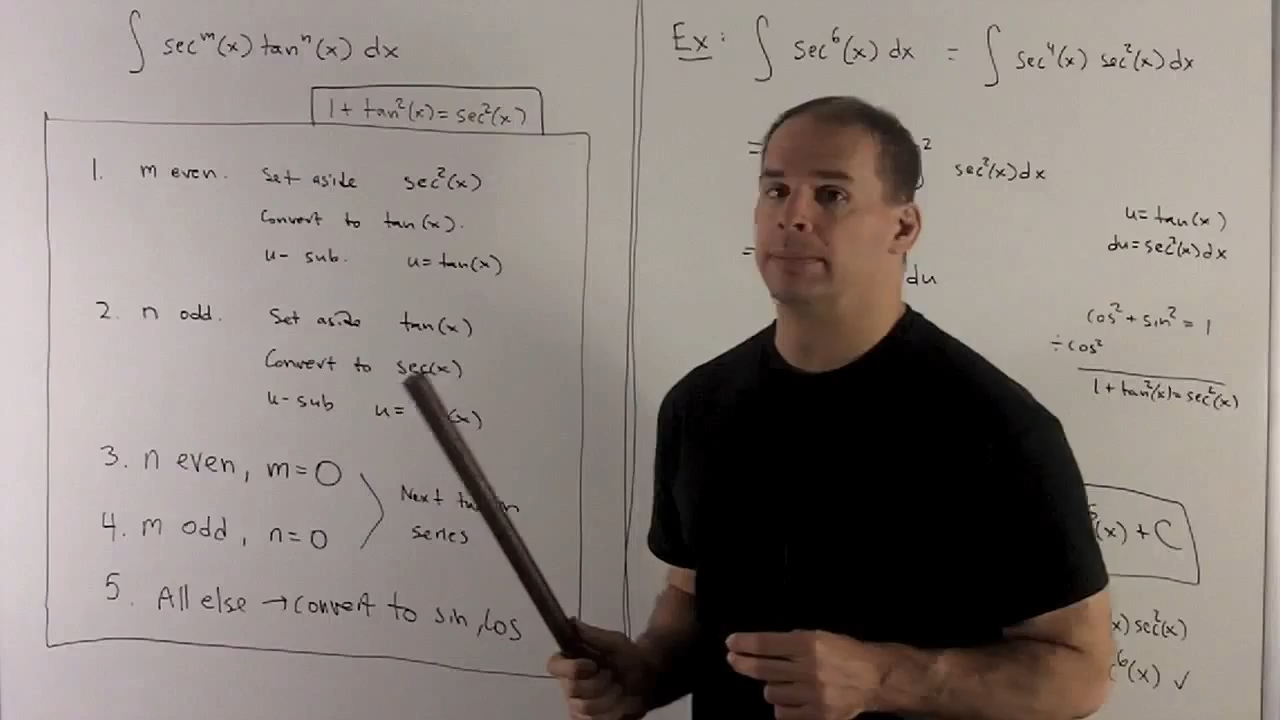 ∫ sec^m(x) tan^n(x) dx
1 + tan²(x) = sec²(x)
1. m even. Set aside sec²(x)
Convert to tan(x).
u-sub. u = tan(x)
2. n odd. Set aside tan(x)
Convert to sec(x)
u-sub u = (x)
3. n even, m = 0
4. m odd, n = 0
Next
series
5. All else → convert to sin, cos
Ex: ∫ sec⁶(x) dx = ∫ sec⁴(x) sec²(x) dx
= ² sec²(x) dx
u = tan(x)
du = sec²(x) dx
= du
cos² + sin² = 1
÷cos²
1 + tan²(x) = sec²(x)
(x) + C
x) sec²(x)
⁶(x) ✓